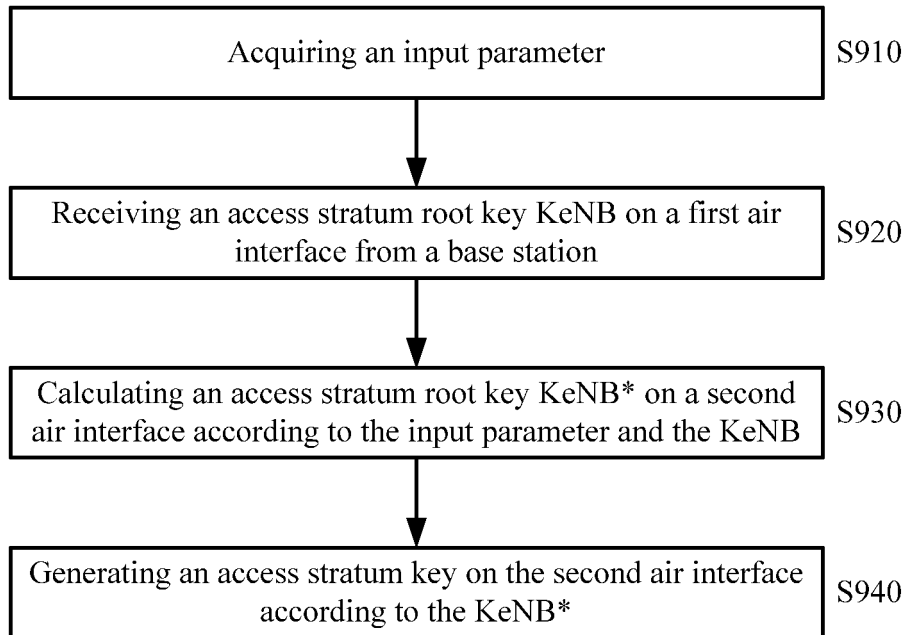 Acquiring an input parameter
S910
Receiving an access stratum root key KeNB on a first air
interface from a base station
S920
Calculating an access stratum root key KeNB* on a second
air interface according to the input parameter and the KeNB
S930
Generating an access stratum key on the second air interface
according to the KeNB*
S940